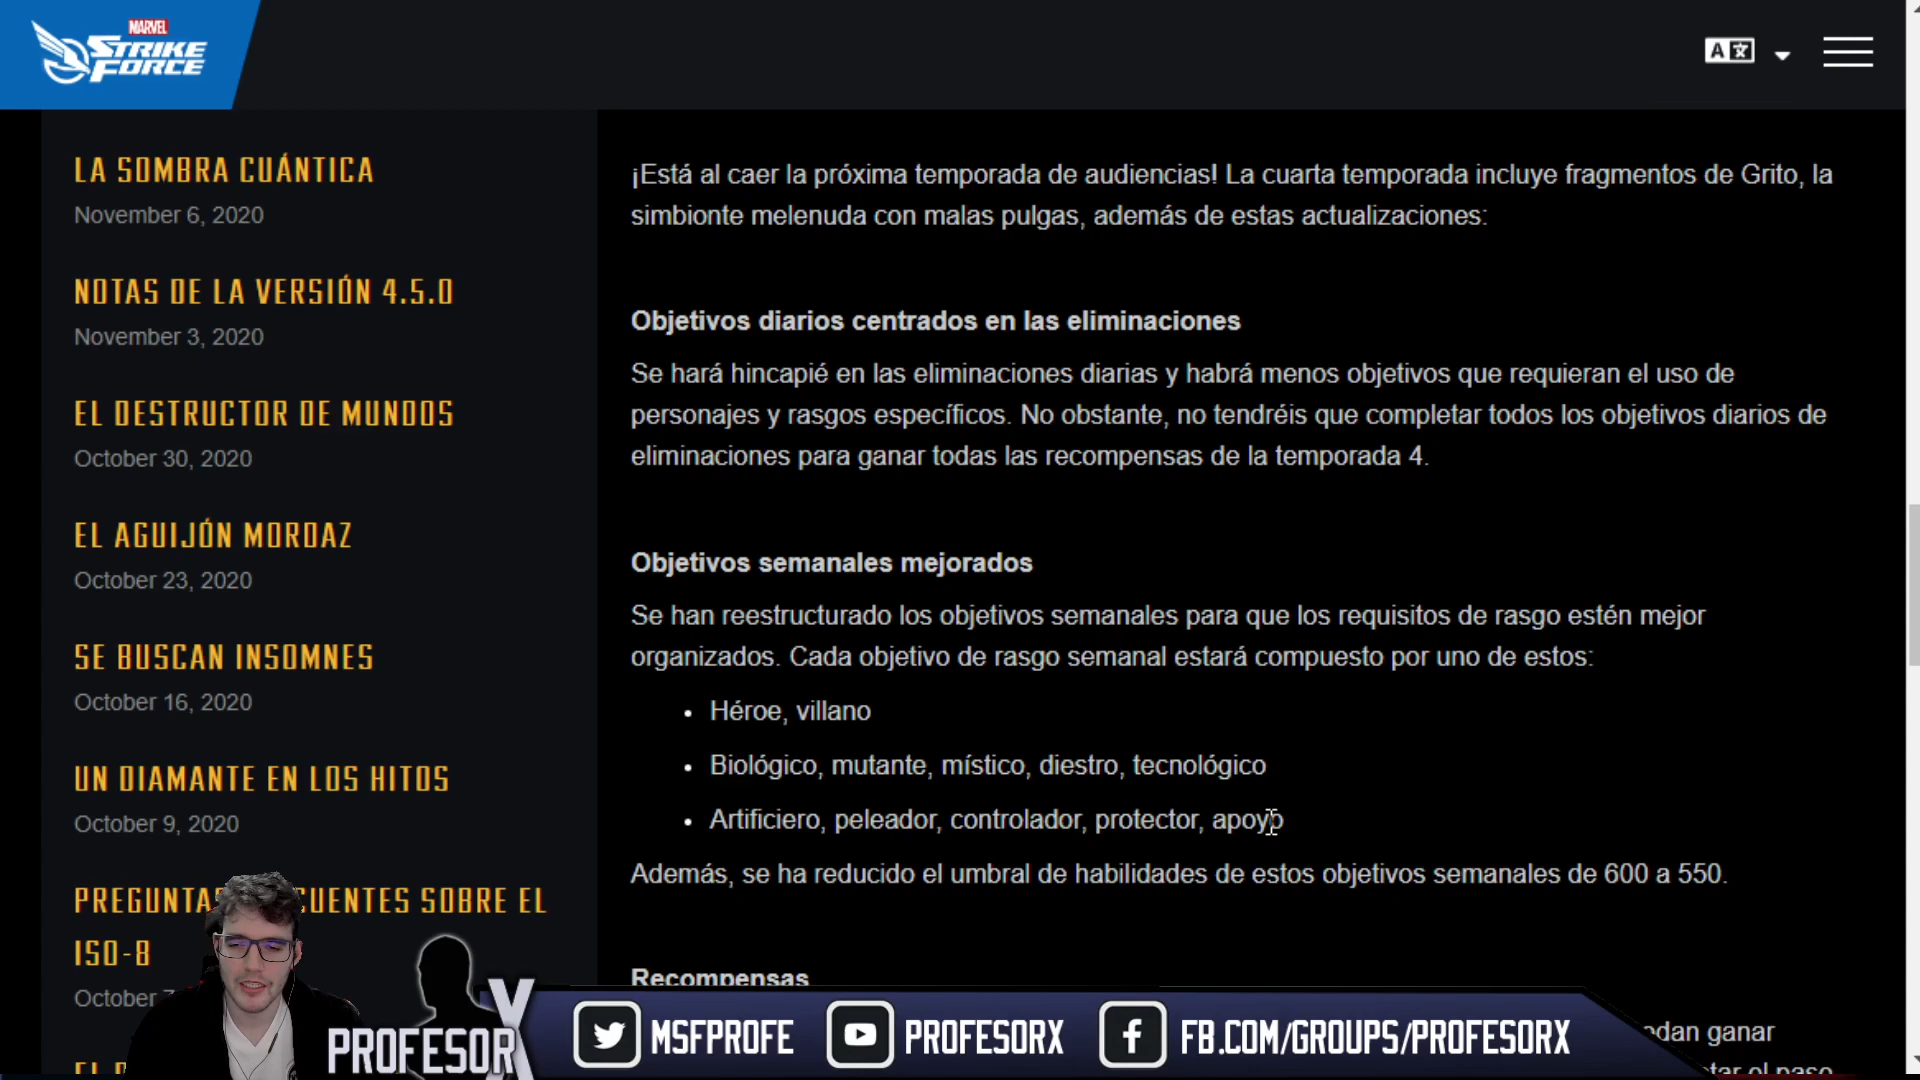 MARVEL
STRIKE
FORCE
A 文
LA SOMBRA CUÁNTICA
November 6, 2020
NOTAS DE LA VERSIÓN 4.5.0
November 3, 2020
EL DESTRUCTOR DE MUNDOS
October 30, 2020
EL AGUIJÓN MORDAZ
October 23, 2020
SE BUSCAN INSOMNES
October 16, 2020
UN DIAMANTE EN LOS HITOS
October 9, 2020
ISO-8
October
¡Está al caer la próxima temporada de audiencias! La cuarta temporada incluye fragmentos de Grito, la
simbionte melenuda con malas pulgas, además de estas actualizaciones:
Objetivos diarios centrados en las eliminaciones
Se hará hincapié en las eliminaciones diarias y habrá menos objetivos que requieran el uso de
personajes y rasgos específicos. No obstante, no tendréis que completar todos los objetivos diarios de
eliminaciones para ganar todas las recompensas de la temporada 4.
Objetivos semanales mejorados
Se han reestructurado los objetivos semanales para que los requisitos de rasgo estén mejor
organizados. Cada objetivo de rasgo semanal estará compuesto por uno de estos:
• Héroe, villano
• Biológico, mutante, místico, diestro, tecnológico
• Artificiero, peleador, controlador, protector, apoyo
Además, se ha reducido el umbral de habilidades de estos objetivos semanales de 600 a 550.
Recompensas
ganar
el paso
PROFESOR X
MSFPROFE
PROFESORX
FB.COM/GROUPS/PROFESORX